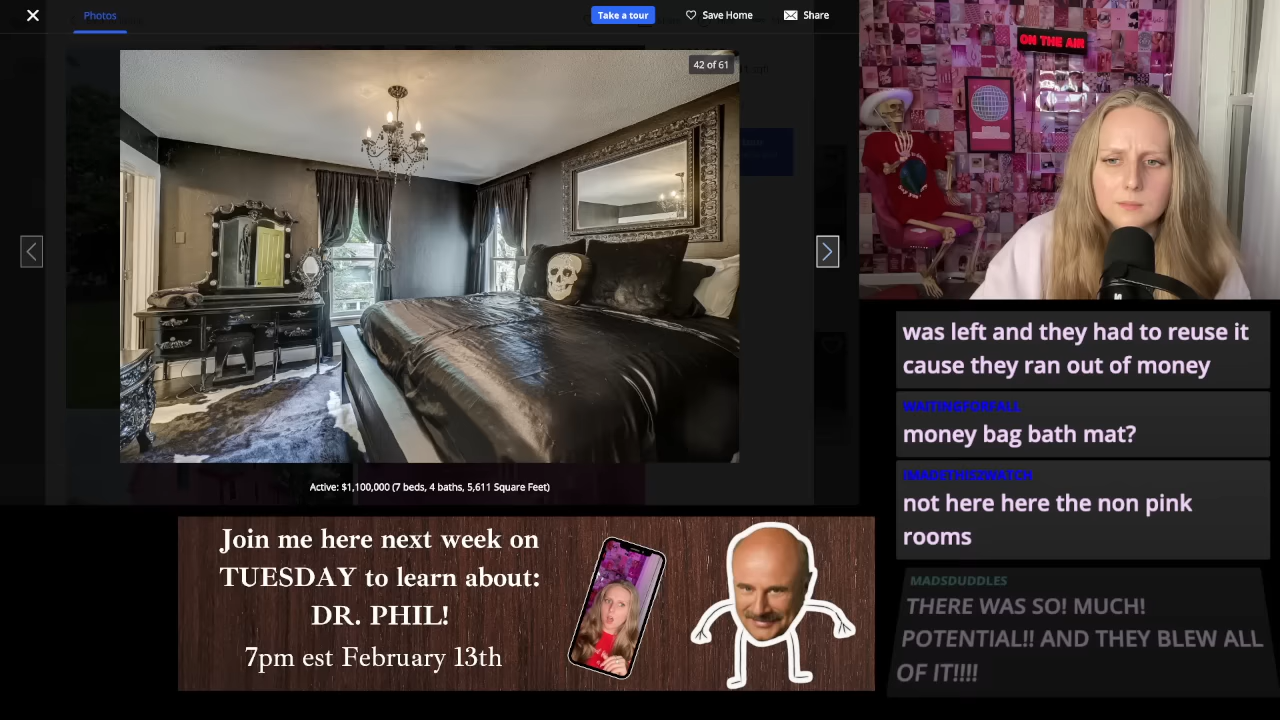 Photos
Take a tour
Save Home
Share
42 of 61
ON THE AIR
Active: $1,100,000 (7 beds, 4 baths, 5,611 Square Feet)
was left and they had to reuse it
cause they ran out of money
WAITINGFORFALL
money bag bath mat?
IMADETHIS2WATCH
not here here the non pink
rooms
MADSDUDDLES
THERE WAS SO! MUCH!
POTENTIAL!! AND THEY BLEW ALL
OF IT!!!!
Join me here next week on
TUESDAY to learn about:
DR. PHIL!
7pm est February 13th